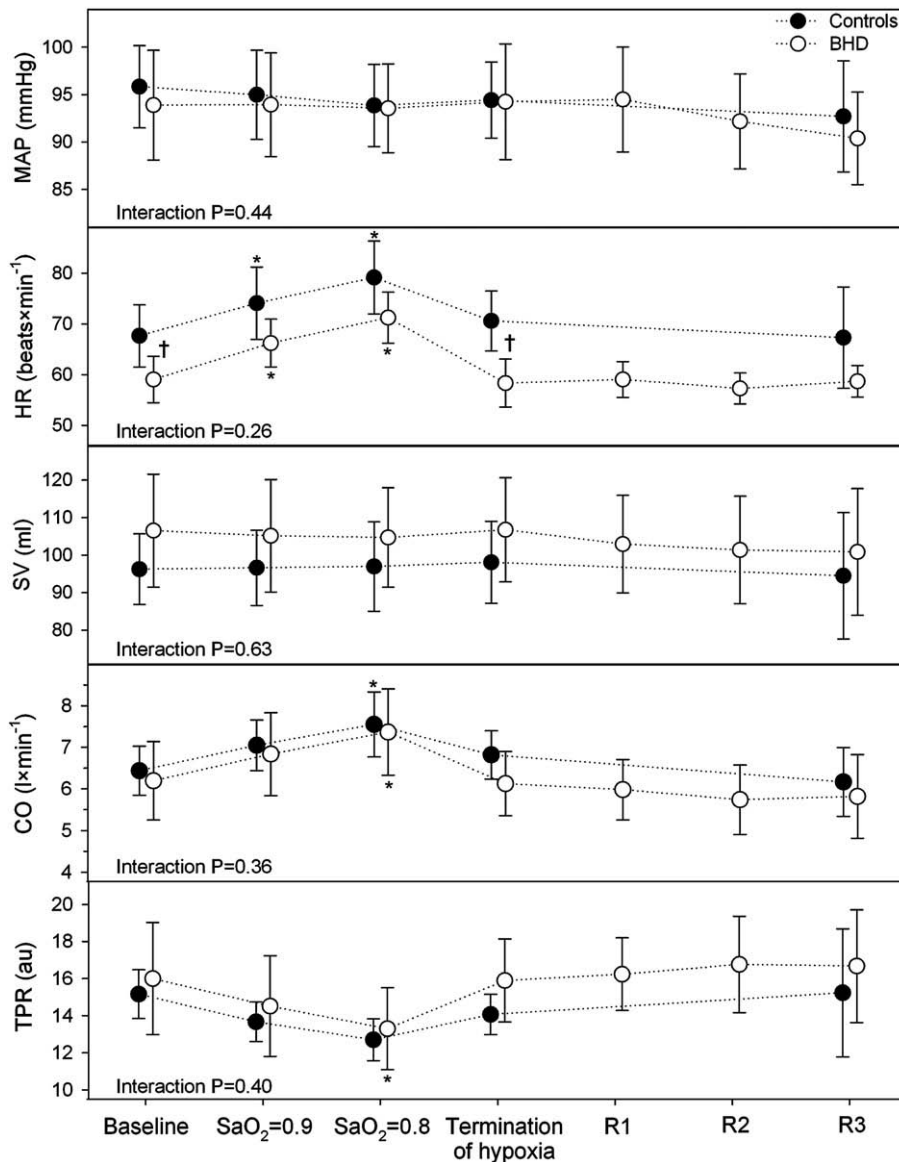 Controls
BHD
MAP (mmHg)
100
95
90
85
Interaction P=0.44
HR (beats×min⁻¹)
80
70
60
50
*
*
*
*
†
†
Interaction P=0.26
SV (ml)
120
110
100
90
80
Interaction P=0.63
CO (l×min⁻¹)
8
7
6
5
4
*
*
Interaction P=0.36
TPR (au)
20
18
16
14
12
10
*
Interaction P=0.40
Baseline SaO₂=0.9 SaO₂=0.8 Termination of hypoxia R1 R2 R3